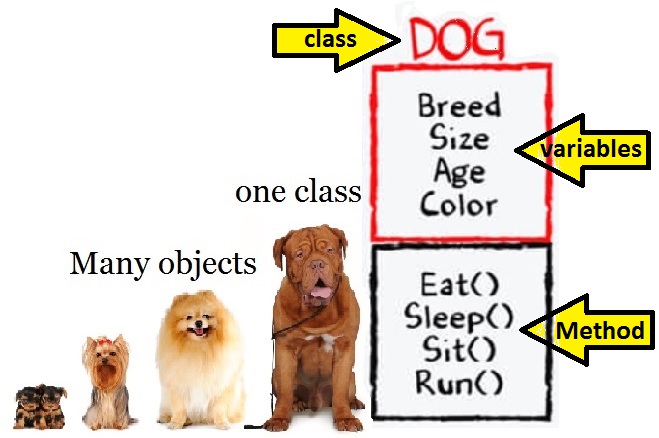 class
DOG
Breed
Size
Age
Color
variables
one class
Many objects
Eat()
Sleep()
Sit()
Run()
Method